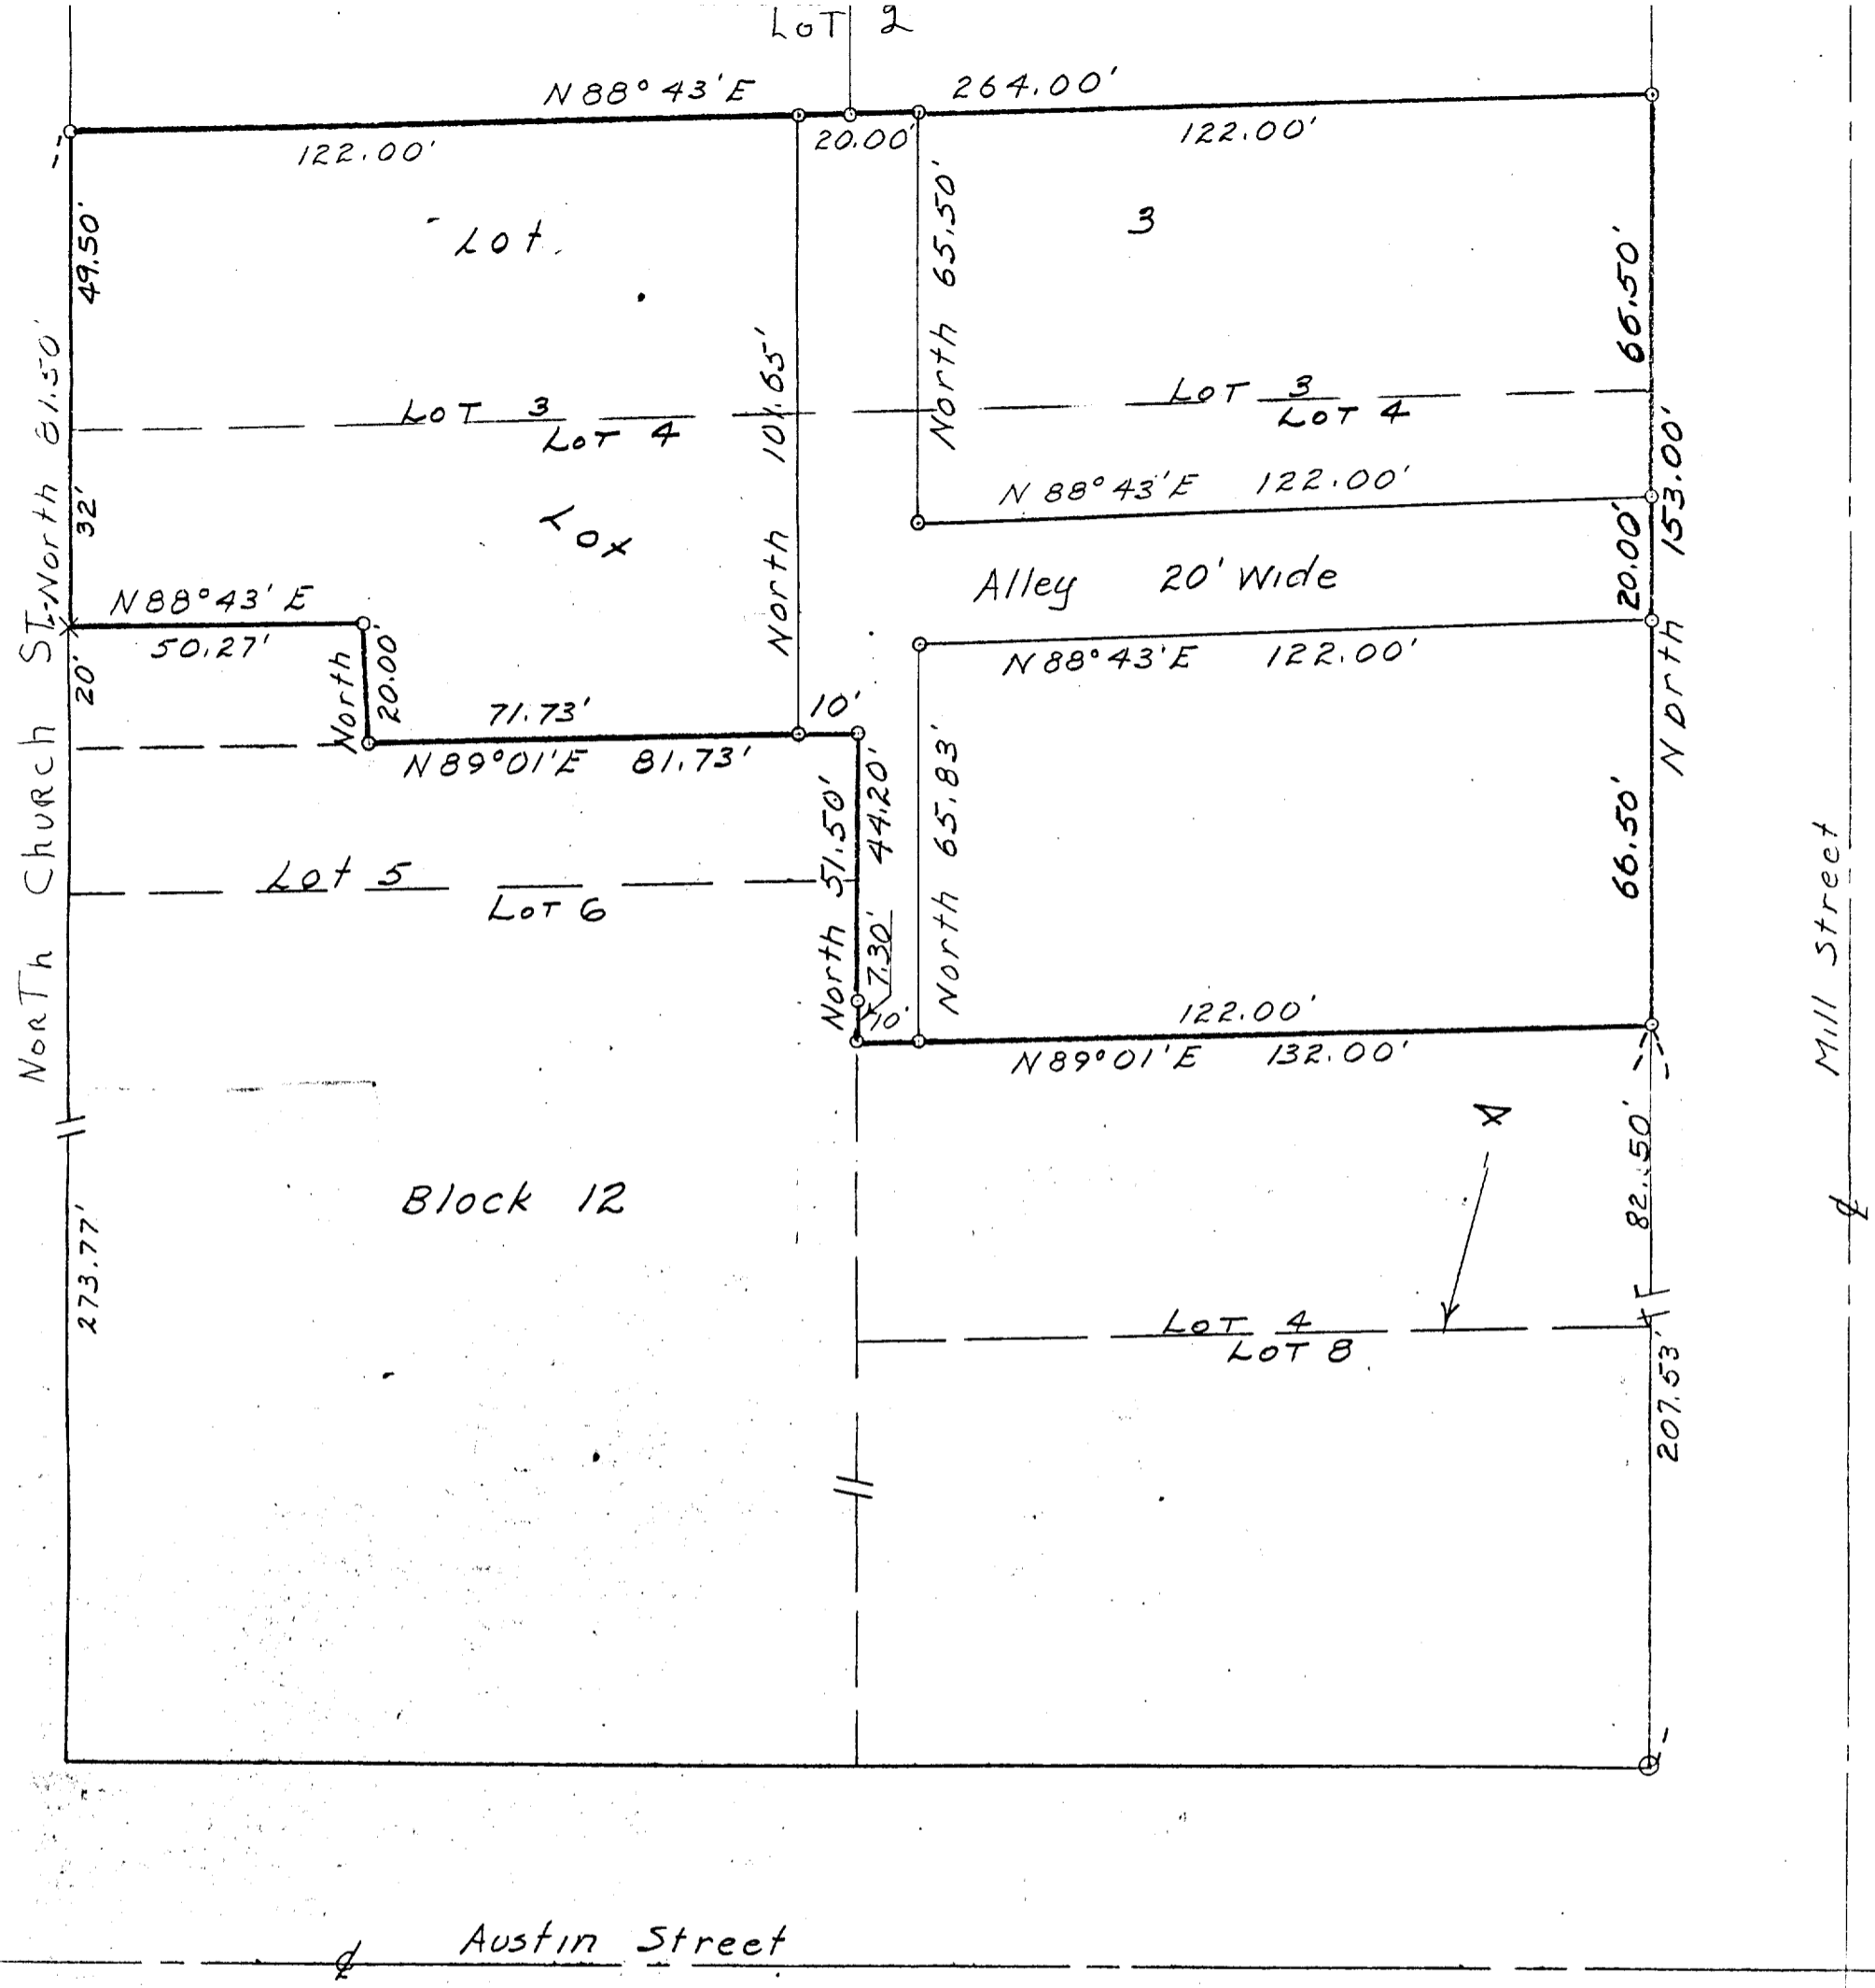 LOT 2
N 88° 43' E 264.00'
122.00' 20.00' 122.00'
49.50'
Lot
3
North 65.50'
66.50'
North 81.50'
North 101.65'
LOT 3
LOT 4
LOT 3
LOT 4
153.00'
32'
N 88° 43' E 122.00'
Alley 20' Wide
20.00'
N 88° 43' E
50.27'
N 88° 43' E 122.00'
North
20'
North 20.00'
71.73' 10'
N 89° 01' E 81.73'
North 51.50'
44.20'
7.30'
North 65.83'
66.50'
Lot 5
LOT 6
North Church St.
Mill Street
10'
122.00'
N 89° 01' E 132.00'
82.50'
Block 12
273.77'
LOT 4
LOT 8
207.53'
Austin Street